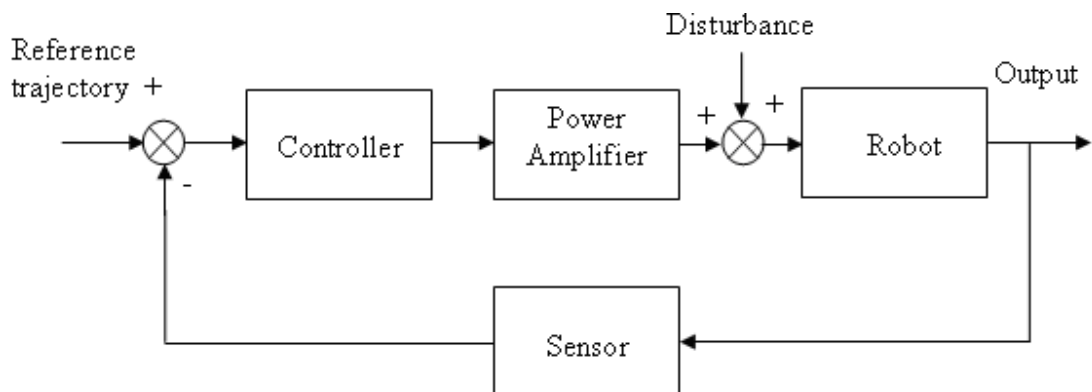 Disturbance
Reference
trajectory +
Output
+
+
Controller
Power
Amplifier
Robot
-
Sensor